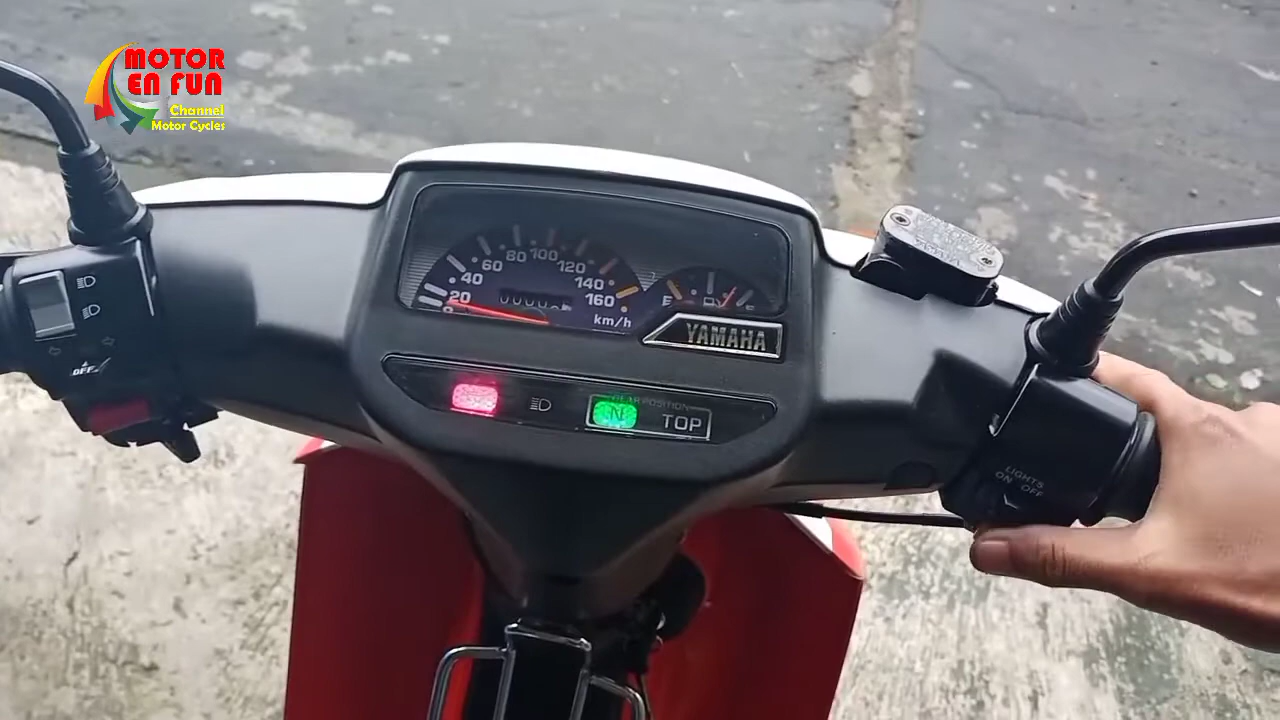 MOTOR
EN FUN
Channel
Motor Cycles
20
40
60
80
100
120
140
160
km/h
E
F
YAMAHA
GEAR POSITION
N
TOP
OFF
LIGHTS
ON OFF